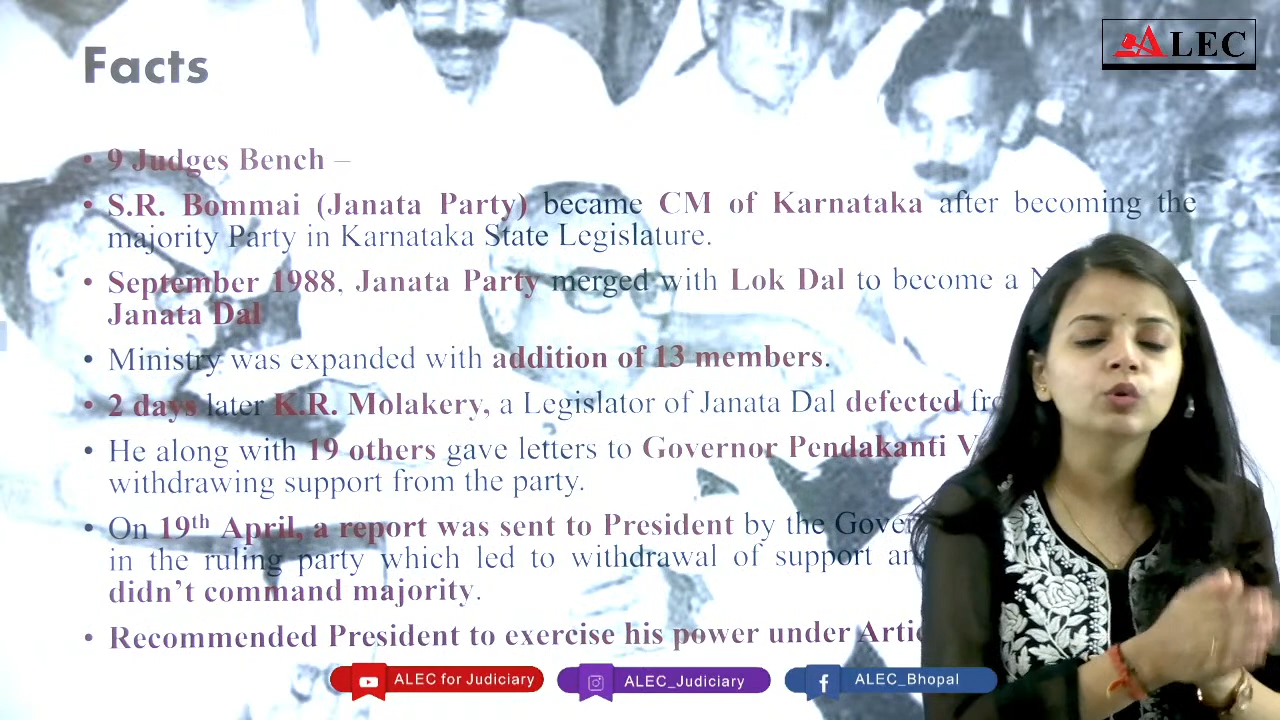 Facts
ALEC
• 9 Judges Bench –
• S.R. Bommai (Janata Party) became CM of Karnataka after becoming the
majority Party in Karnataka State Legislature.
• September 1988, Janata Party merged with Lok Dal to become a
Janata Dal
• Ministry was expanded with addition of 13 members.
• 2 days later K.R. Molakery, a Legislator of Janata Dal defected
• He along with 19 others gave letters to Governor Pendakanti
withdrawing support from the party.
• On 19th April, a report was sent to President by the
in the ruling party which led to withdrawal of support
didn't command majority.
• Recommended President to exercise his power under
ALEC for Judiciary
ALEC_Judiciary
ALEC_Bhopal